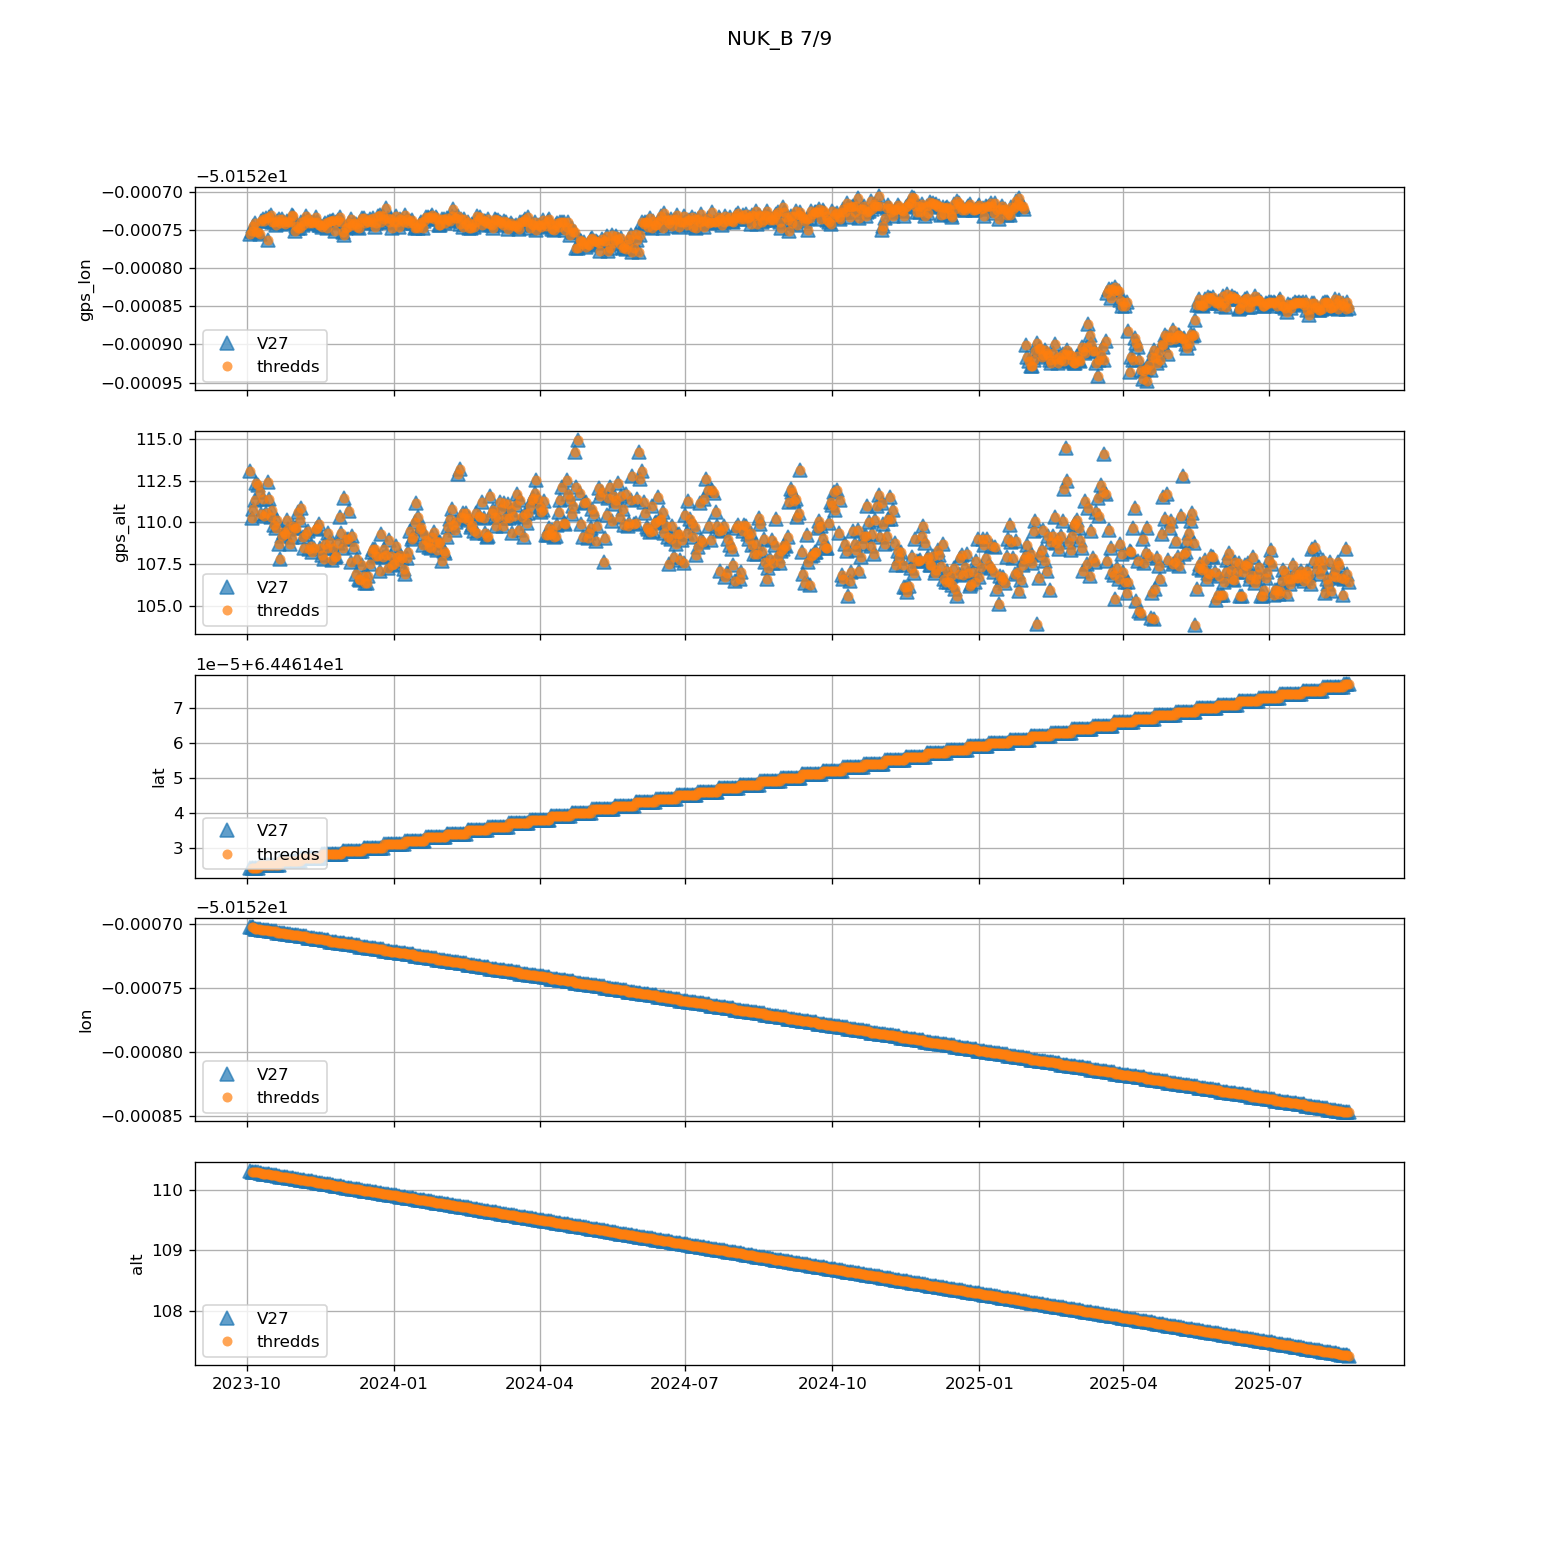 NUK_B 7/9
−5.0152e1
−0.00070
−0.00075
−0.00080
−0.00085
−0.00090
−0.00095
gps_lon
V27
thredds
115.0
112.5
110.0
107.5
105.0
gps_alt
V27
thredds
1e−5+6.44614e1
7
6
5
4
3
lat
V27
thredds
−5.0152e1
−0.00070
−0.00075
−0.00080
−0.00085
lon
V27
thredds
110
109
108
alt
V27
thredds
2023-10 2024-01 2024-04 2024-07 2024-10 2025-01 2025-04 2025-07